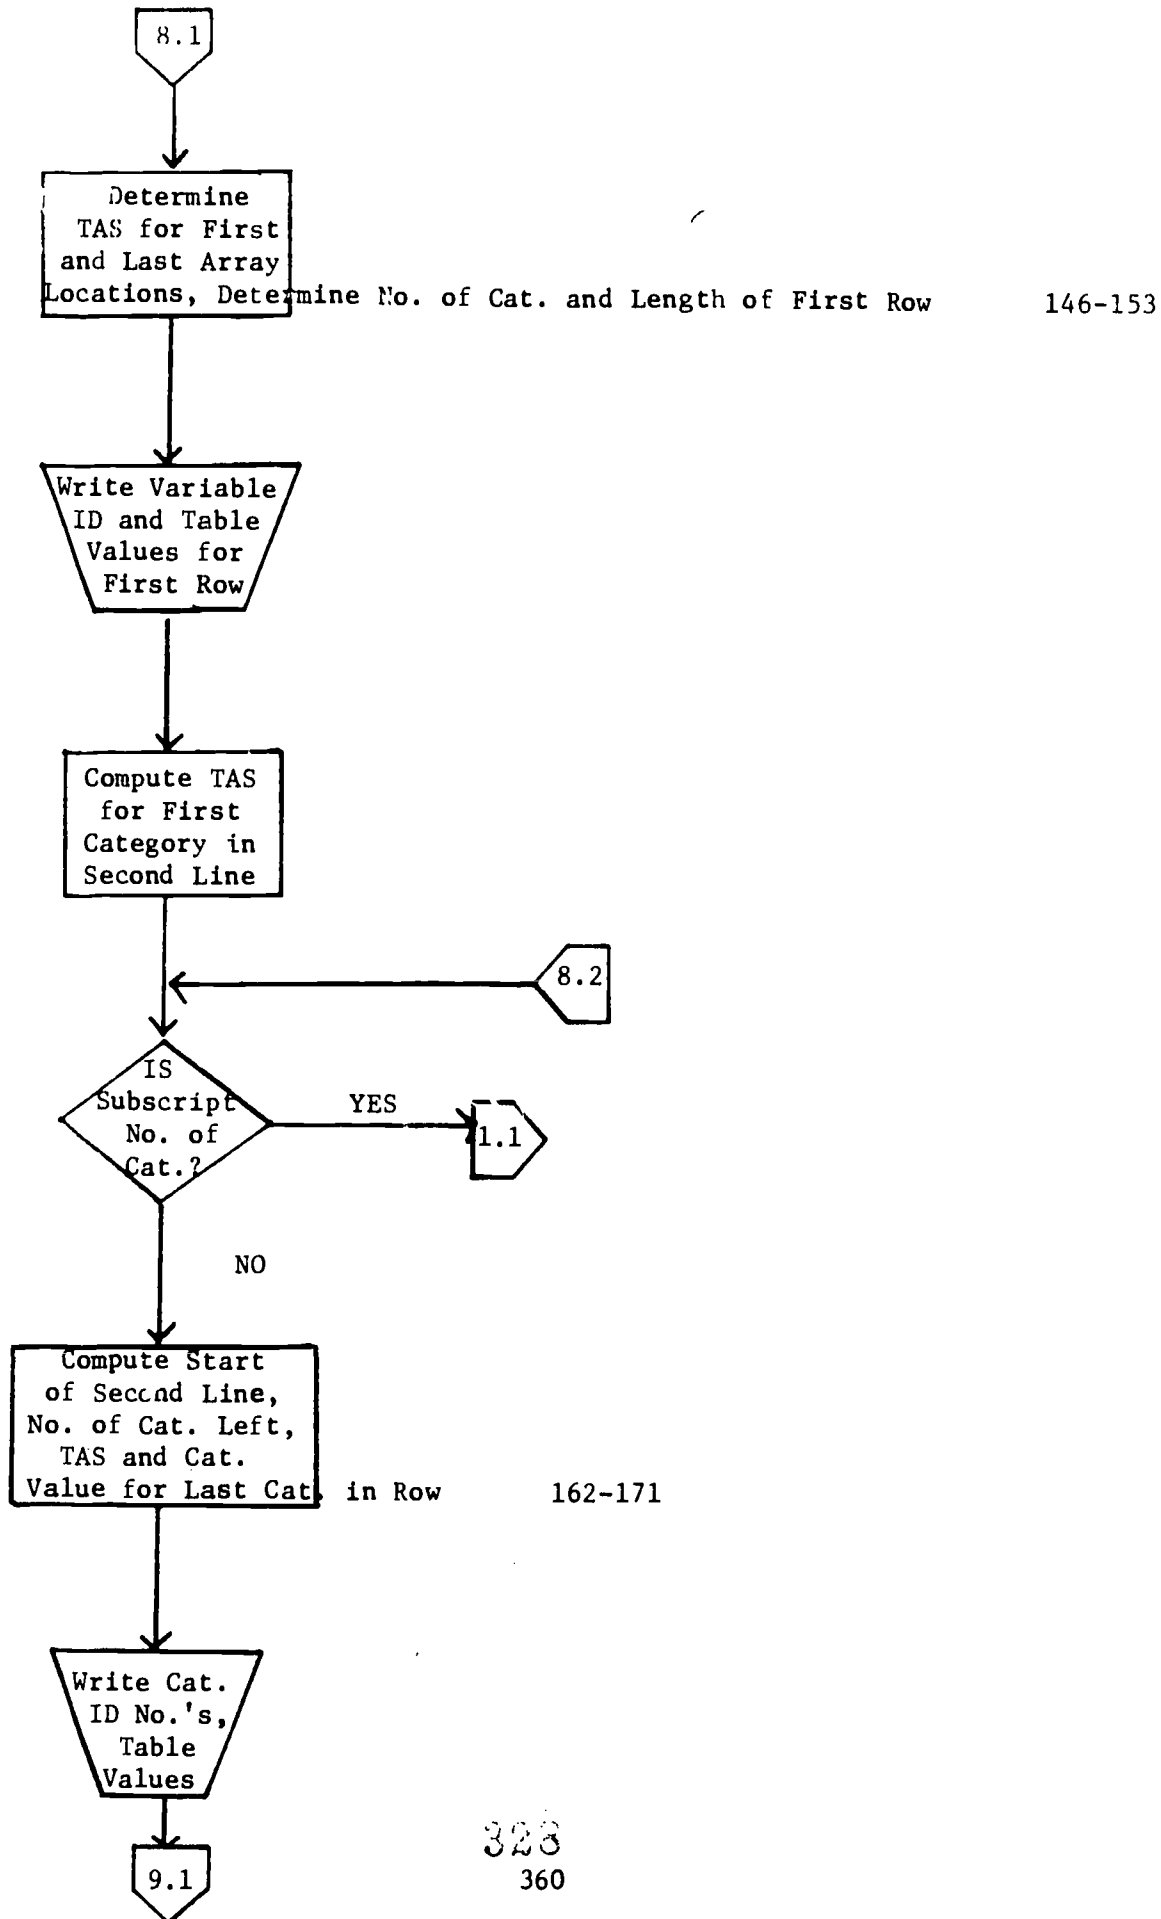 8.1
Determine
TAS for First
and Last Array
Locations, Determine No. of Cat. and Length of First Row 146-153
Write Variable
ID and Table
Values for
First Row
Compute TAS
for First
Category in
Second Line
8.2
IS
Subscript
No. of
Cat.?
YES
1.1
NO
Compute Start
of Second Line,
No. of Cat. Left,
TAS and Cat.
Value for Last Cat. in Row 162-171
Write Cat.
ID No.'s,
Table
Values
9.1
328
360